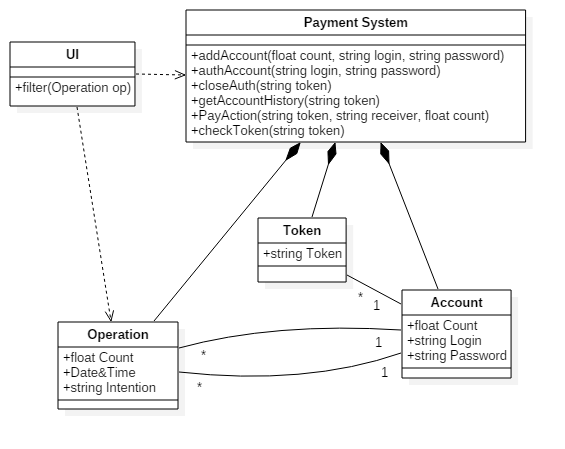 Payment System
+addAccount(float count, string login, string password)
+authAccount(string login, string password)
+closeAuth(string token)
+getAccountHistory(string token)
+PayAction(string token, string receiver, float count)
+checkToken(string token)
UI
+filter(Operation op)
Token
+string Token
*
1
Account
+float Count
+string Login
+string Password
Operation
+float Count
+Date&Time
+string Intention
*
1
*
1